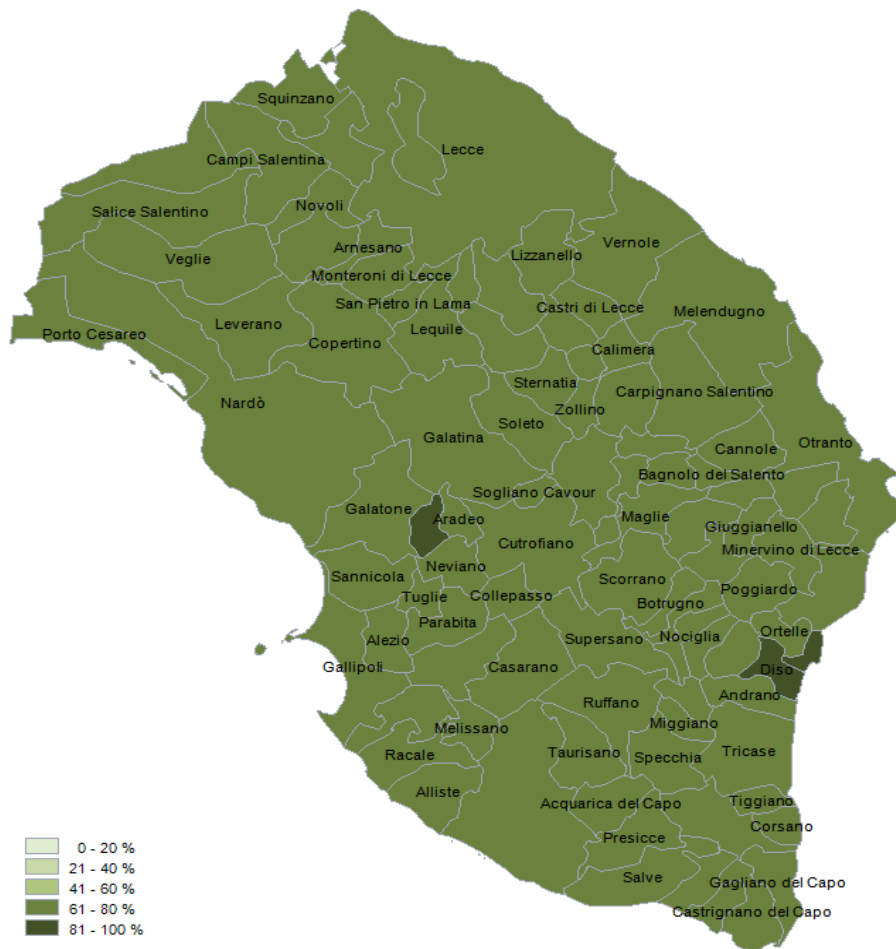 Squinzano
Lecce
Campi Salentina
Novoli
Salice Salentino
Arnesano
Vernole
Lizzanello
Veglie
Monteroni di Lecce
San Pietro in Lama
Castri di Lecce
Melendugno
Leverano
Lequile
Porto Cesareo
Copertino
Calimera
Sternatia
Carpignano Salentino
Nardò
Zollino
Soleto
Galatina
Otranto
Cannole
Bagnolo del Salento
Sogliano Cavour
Galatone
Aradeo
Maglie
Giuggianello
Cutrofiano
Minervino di Lecce
Neviano
Sannicola
Scorrano
Poggiardo
Tuglie
Collepasso
Botrugno
Parabita
Ortelle
Alezio
Supersano
Nociglia
Gallipoli
Casarano
Diso
Andrano
Ruffano
Miggiano
Melissano
Racale
Taurisano
Specchia
Tricase
Alliste
Acquarica del Capo
Tiggiano
Corsano
Presicce
Salve
Gagliano del Capo
Castrignano del Capo
0 - 20 %
21 - 40 %
41 - 60 %
61 - 80 %
81 - 100 %